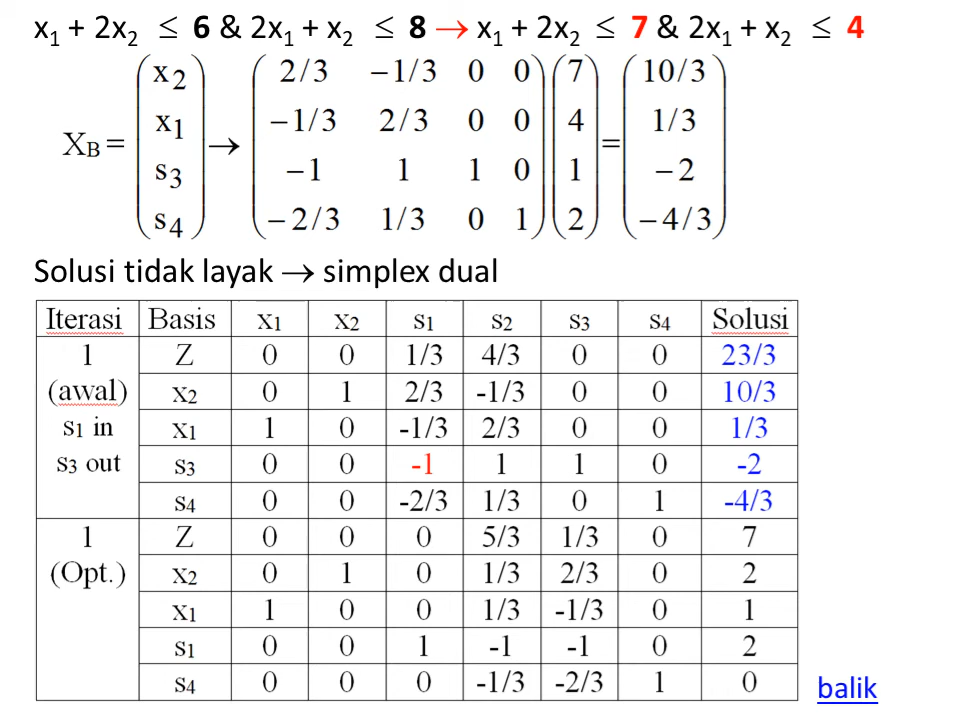 x1 + 2x2 ≤ 6 & 2x1 + x2 ≤ 8 → x1 + 2x2 ≤ 7 & 2x1 + x2 ≤ 4
XB = (x2 x1 s3 s4) → (2/3 −1/3 0 0 −1/3 2/3 0 0 −1 1 1 0 −2/3 1/3 0 1) (7 4 1 2) = (10/3 1/3 −2 −4/3)
Solusi tidak layak → simplex dual
Iterasi Basis x1 x2 s1 s2 s3 s4 Solusi
1 Z 0 0 1/3 4/3 0 0 23/3
(awal) x2 0 1 2/3 -1/3 0 0 10/3
s1 in x1 1 0 -1/3 2/3 0 0 1/3
s3 out s3 0 0 -1 1 1 0 -2
s4 0 0 -2/3 1/3 0 1 -4/3
1 Z 0 0 0 5/3 1/3 0 7
(Opt.) x2 0 1 0 1/3 2/3 0 2
x1 1 0 0 1/3 -1/3 0 1
s1 0 0 1 -1 -1 0 2
s4 0 0 0 -1/3 -2/3 1 0
balik